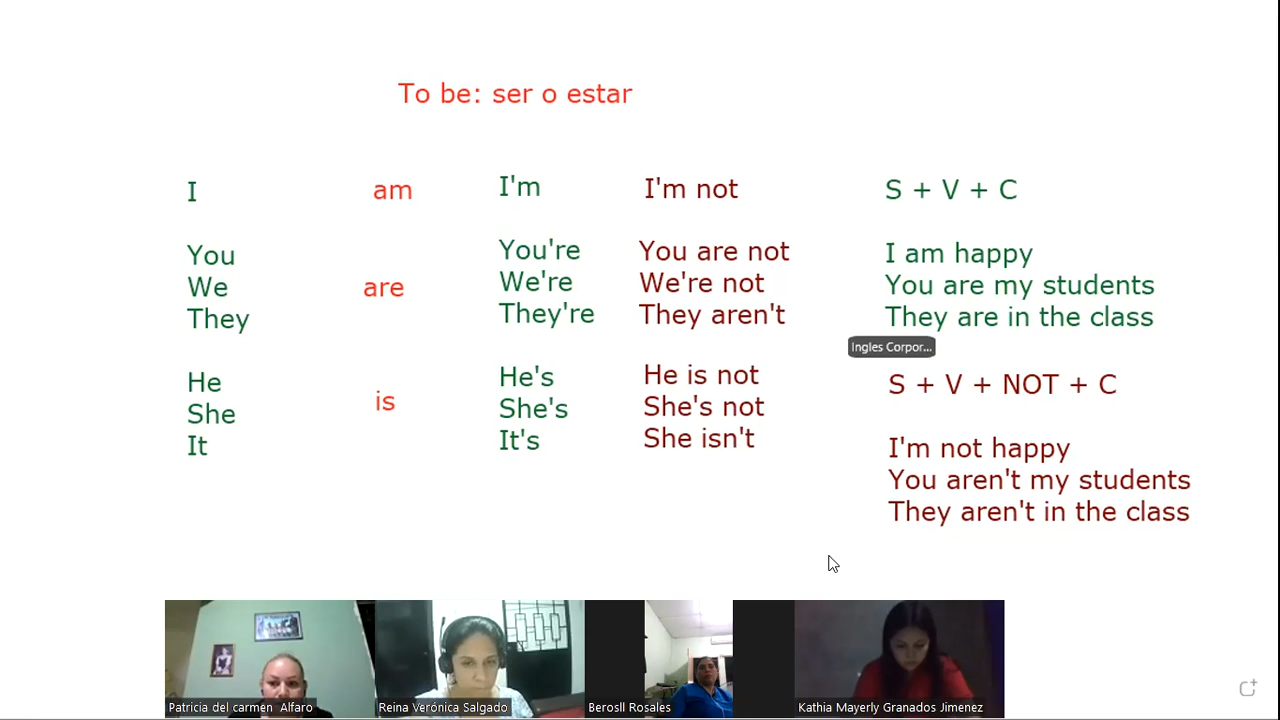 To be: ser o estar
I
You
We
They
He
She
It
am
are
is
I'm
You're
We're
They're
He's
She's
It's
I'm not
You are not
We're not
They aren't
He is not
She's not
She isn't
S + V + C
I am happy
You are my students
They are in the class
Ingles Corpor...
S + V + NOT + C
I'm not happy
You aren't my students
They aren't in the class
Patricia del carmen Alfaro
Reina Verónica Salgado
Berosll Rosales
Kathia Mayerly Granados Jimenez